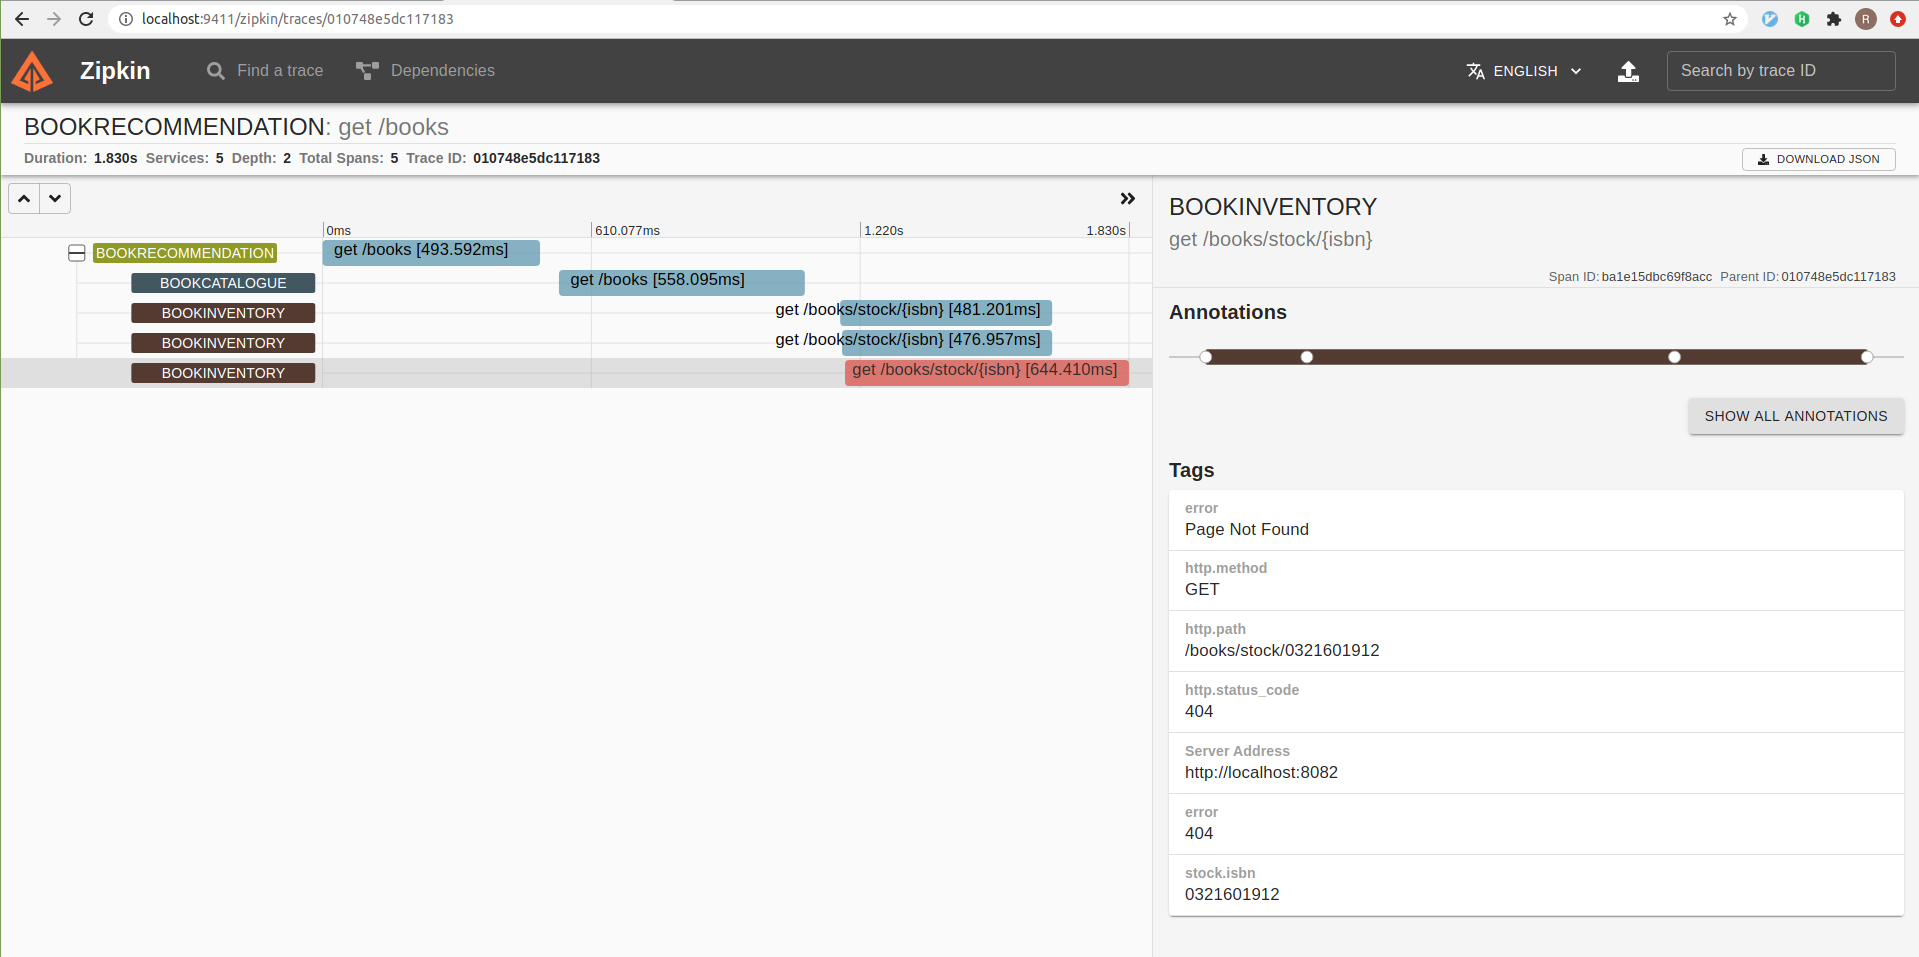 localhost:9411/zipkin/traces/010748e5dc117183
R
Zipkin
Find a trace
Dependencies
ENGLISH
Search by trace ID
BOOKRECOMMENDATION: get /books
Duration: 1.830s Services: 5 Depth: 2 Total Spans: 5 Trace ID: 010748e5dc117183
DOWNLOAD JSON
0ms 610.077ms 1.220s 1.830s
BOOKRECOMMENDATION get /books [493.592ms]
BOOKCATALOGUE get /books [558.095ms]
BOOKINVENTORY get /books/stock/{isbn} [481.201ms]
BOOKINVENTORY get /books/stock/{isbn} [476.957ms]
BOOKINVENTORY get /books/stock/{isbn} [644.410ms]
BOOKINVENTORY
get /books/stock/{isbn}
Span ID: ba1e15dbc69f8acc Parent ID: 010748e5dc117183
Annotations
SHOW ALL ANNOTATIONS
Tags
error
Page Not Found
http.method
GET
http.path
/books/stock/0321601912
http.status_code
404
Server Address
http://localhost:8082
error
404
stock.isbn
0321601912